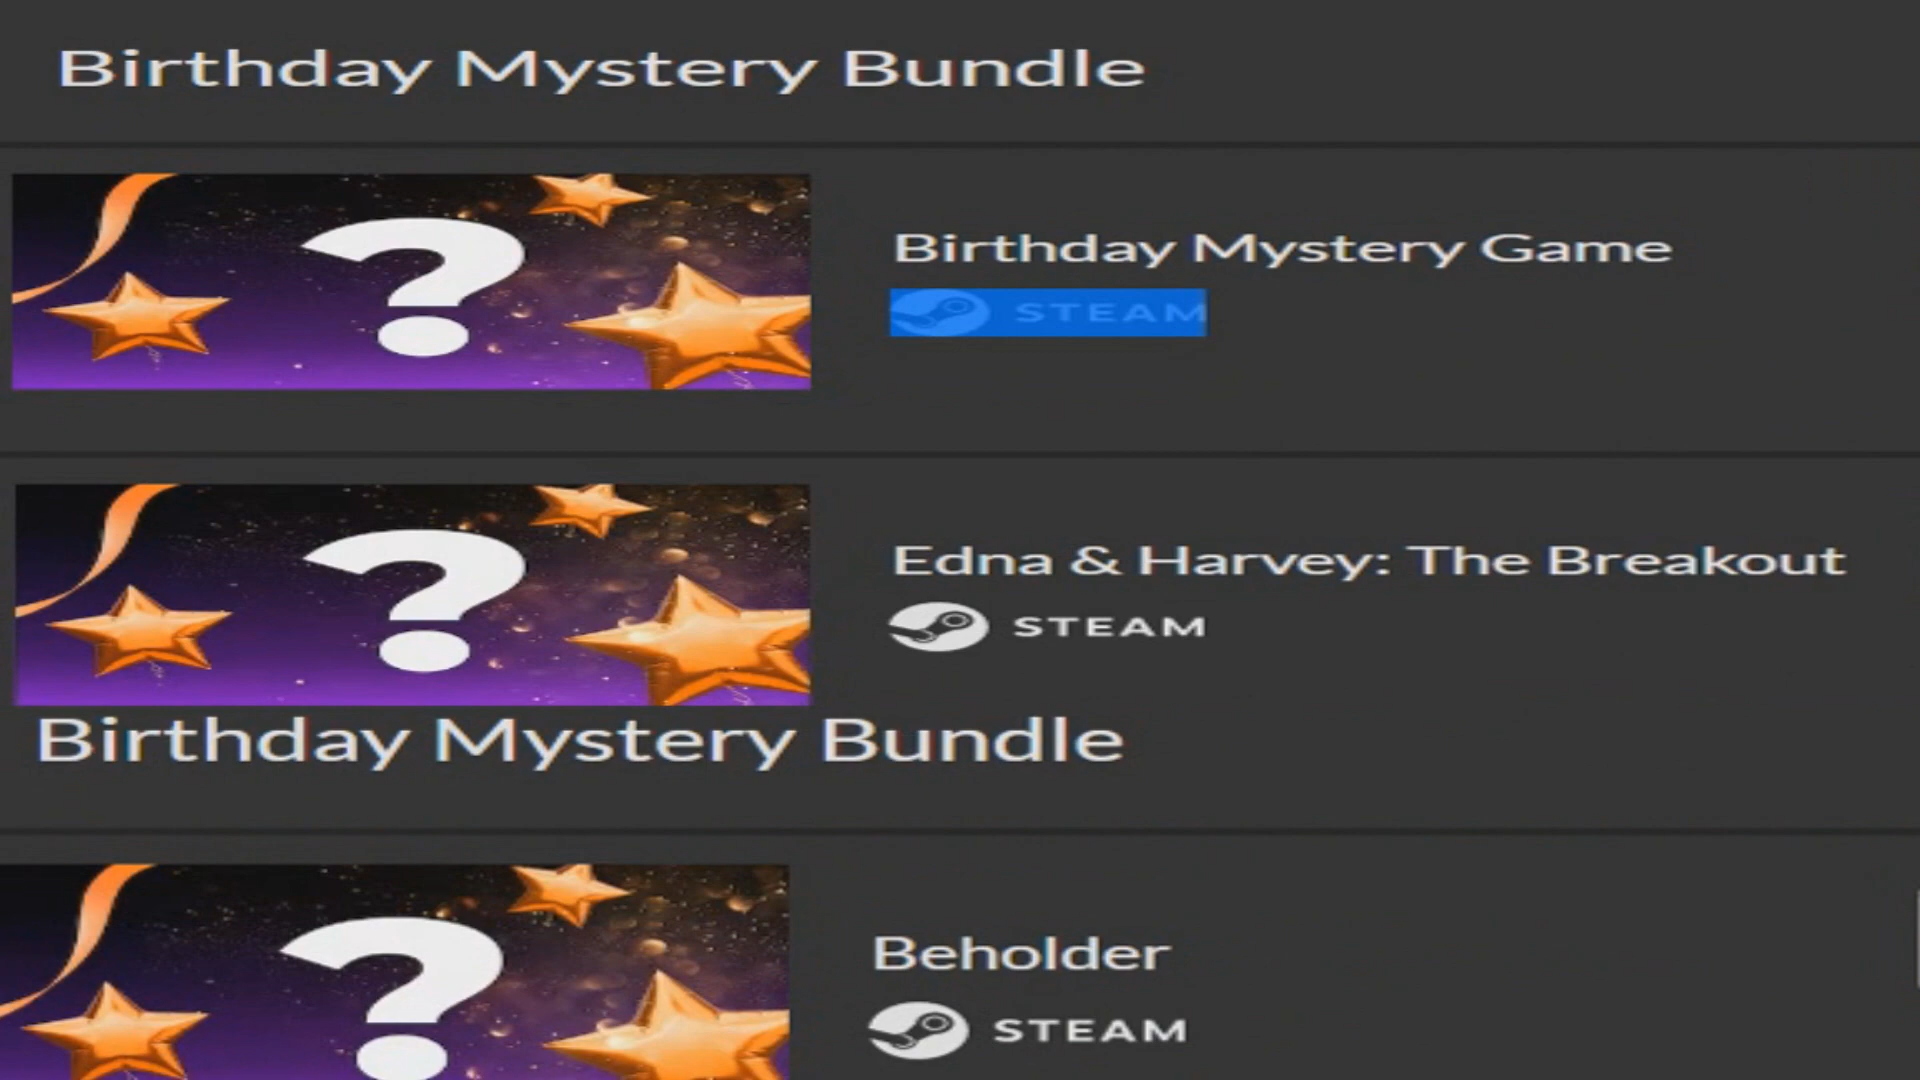 Birthday Mystery Bundle
?
Birthday Mystery Game
STEAM
?
Edna & Harvey: The Breakout
STEAM
Birthday Mystery Bundle
?
Beholder
STEAM